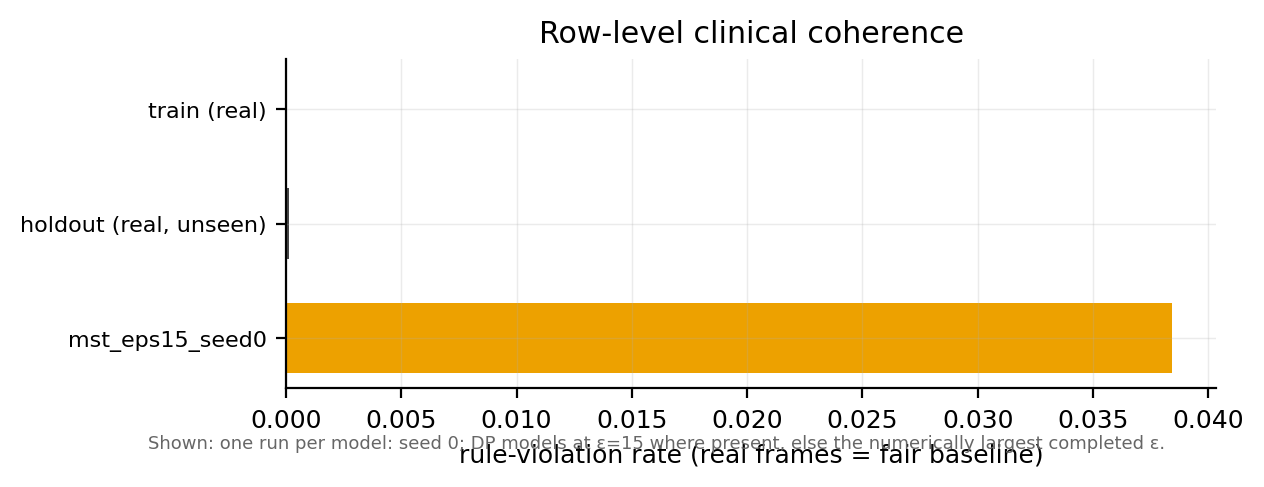 Row-level clinical coherence
train (real)
holdout (real, unseen)
mst_eps15_seed0
0.000 0.005 0.010 0.015 0.020 0.025 0.030 0.035 0.040
Shown: one run per model: seed 0; DP models at ε=15 where present, else the numerically largest completed ε.
rule-violation rate (real frames = fair baseline)